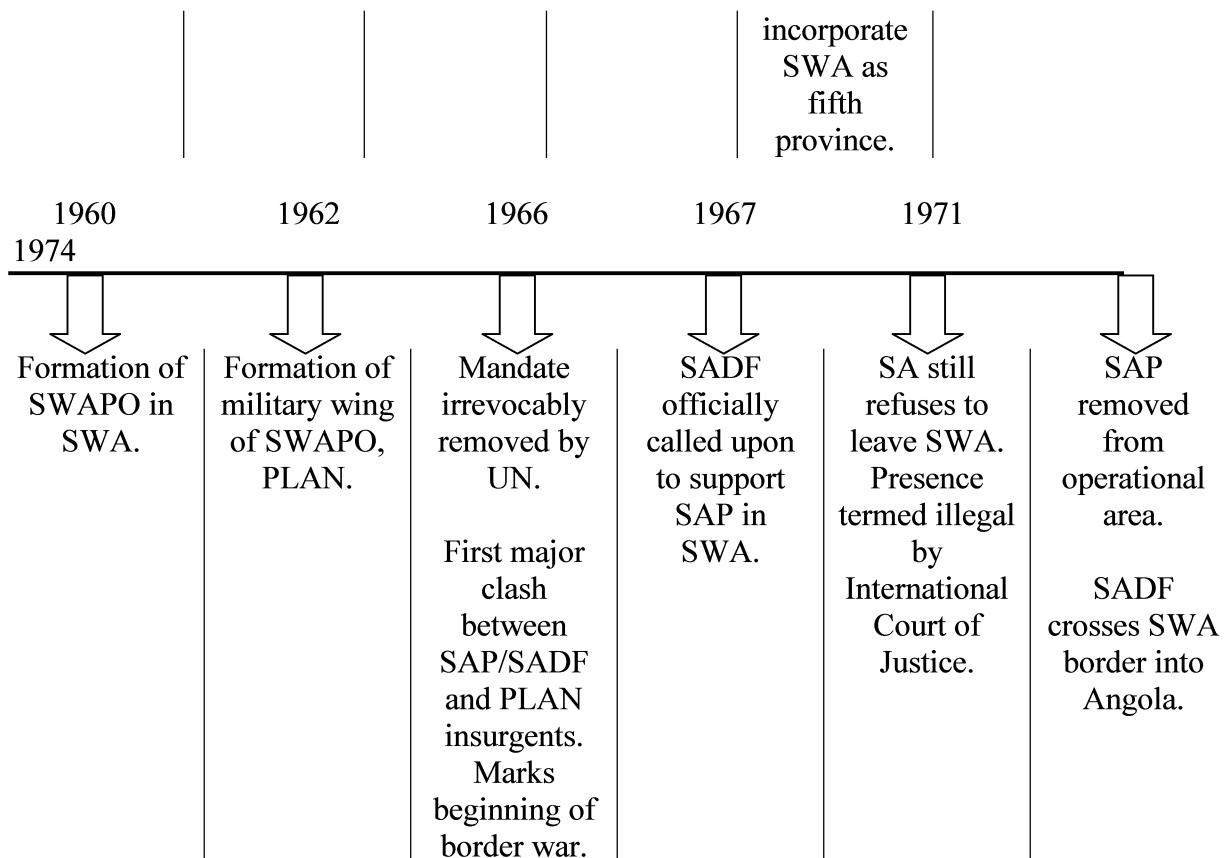 incorporate
SWA as
fifth
province.
1960 1962 1966 1967 1971
1974
Formation of
SWAPO in
SWA.
Formation of
military wing
of SWAPO,
PLAN.
Mandate
irrevocably
removed by
UN.
First major
clash
between
SAP/SADF
and PLAN
insurgents.
Marks
beginning of
border war.
SADF
officially
called upon
to support
SAP in
SWA.
SA still
refuses to
leave SWA.
Presence
termed illegal
by
International
Court of
Justice.
SAP
removed
from
operational
area.
SADF
crosses SWA
border into
Angola.